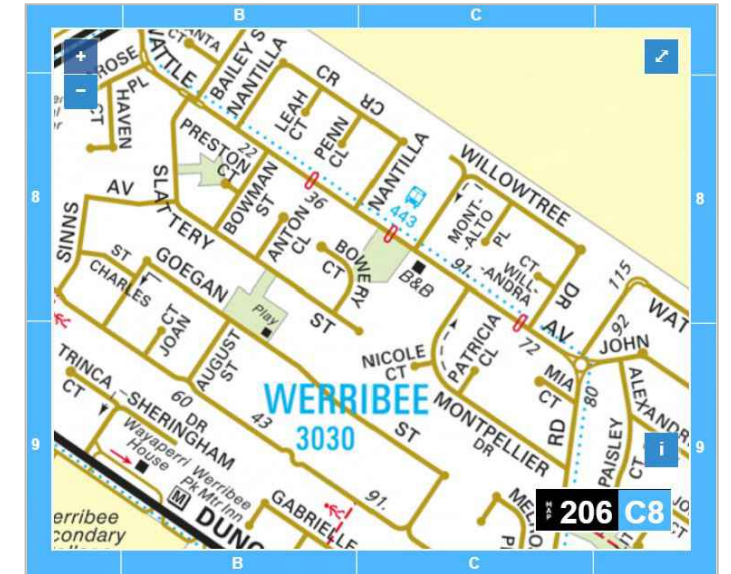 B
C
+
−
⤢
ROSE
PL
WATTLE
BAILEY S
CR
CT
HAVEN
NANTILLA
LEAH
CT
PENN
CL
CR
PRESTON
CT
22
NANTILLA
WILLOWTREE
8
8
AV
SLATTERY
BOWMAN
ST
36
443
MONT-
ALTO
PL
SINNS
ANTON
CL
BOWERY
CT
B&B
91.
CT
WILL-
-ANDRA
DR
115
ST
CHARLES
GOEGAN
Play
ST
AV
WAT
92
JOHN
CT
JOAN
AUGUST
ST
NICOLE
CT
PATRICIA
CL
72
MIA
CT
80
ALEXANDR
CT
TRINCA
CT
-SHERINGHAM
DR
60
43
WERRIBEE
3030
ST
MONTPELLIER
DR
RD
PAISLEY
CT
i
9
9
Wayaperri
House
Werribee
Pk Mtr Inn
M
91.
GABRIELLE
erribee
condary
MAP 206 C8
B
C